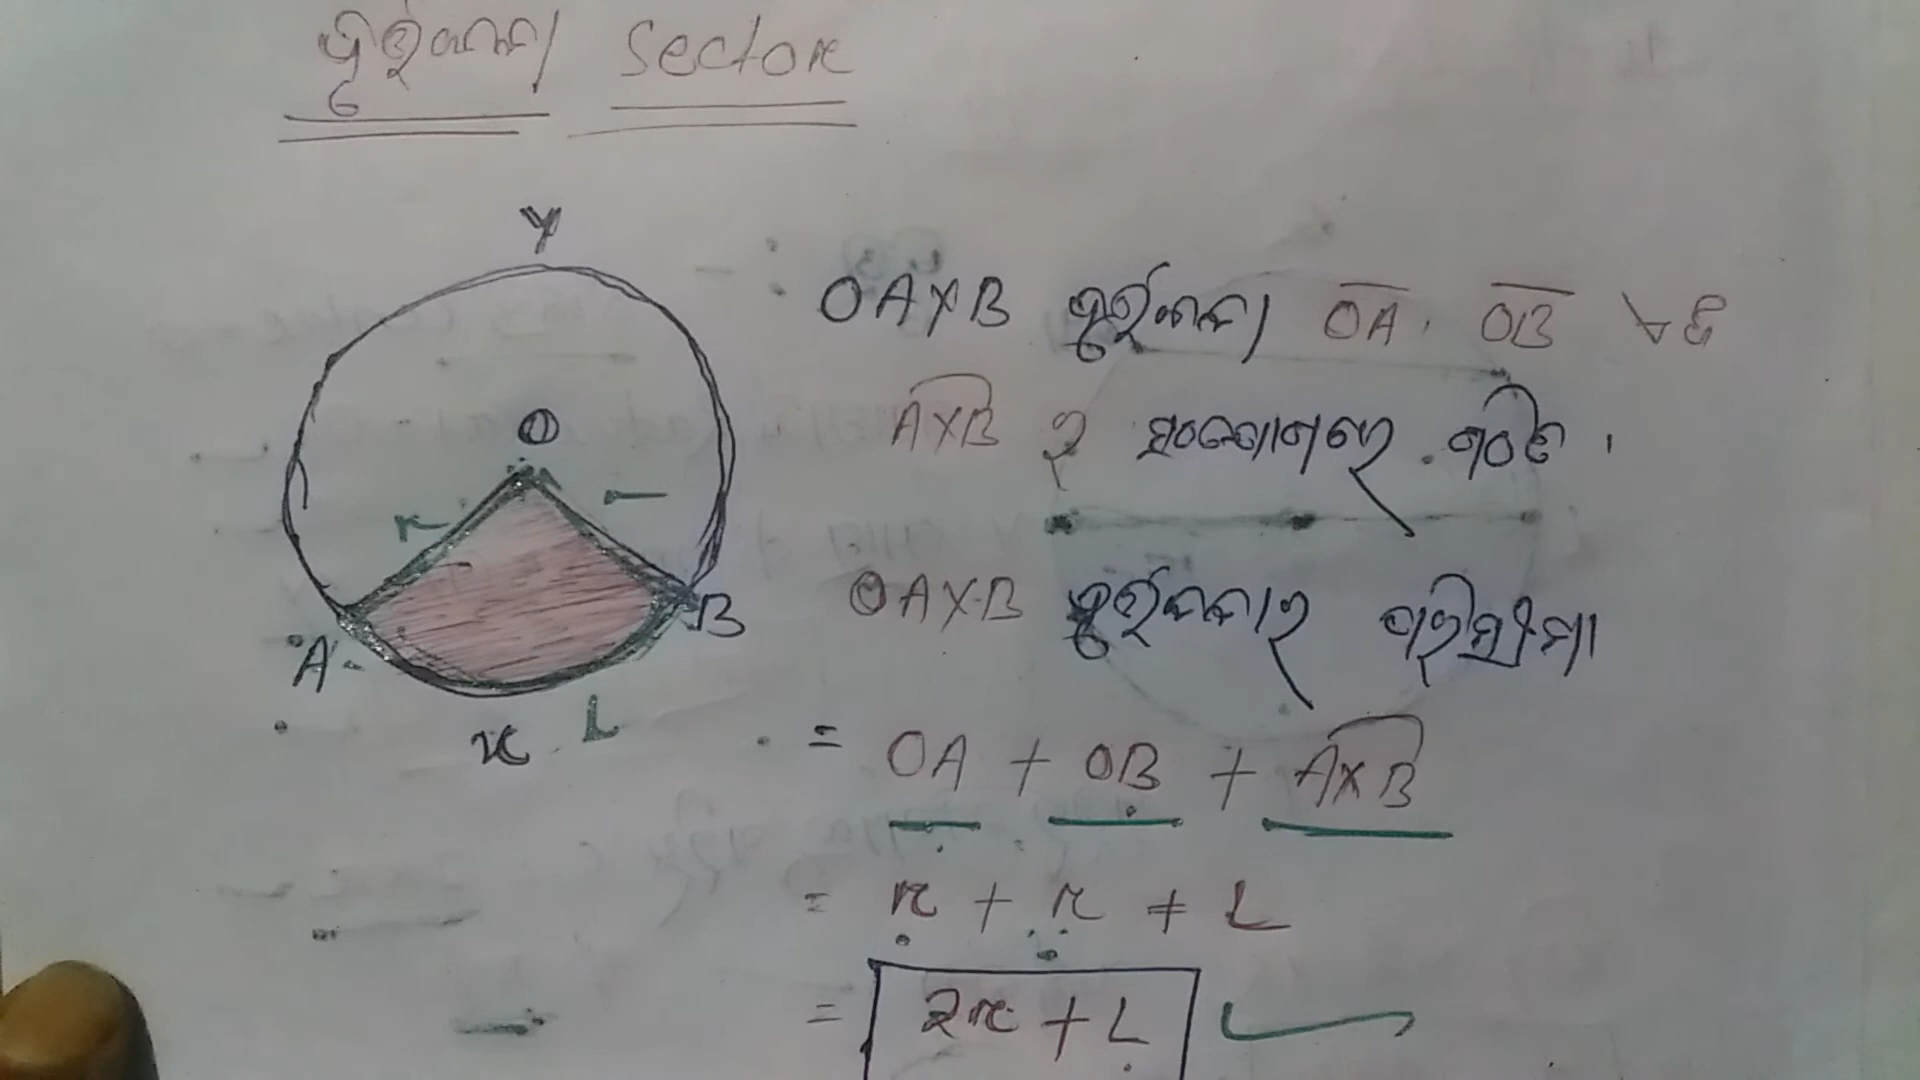 ବୃତ୍ତକଳା Sector
Y
OAXB ବୃତ୍ତକଳା OA, OB ଏବଂ
O
AXB ର ସଂଯୋଗରେ ଗଠିତ ।
r
OAXB ବୃତ୍ତକଳାର ପରିସୀମା
B
A
x L
= OA + OB + AXB
= r + r + L
= 2r + L